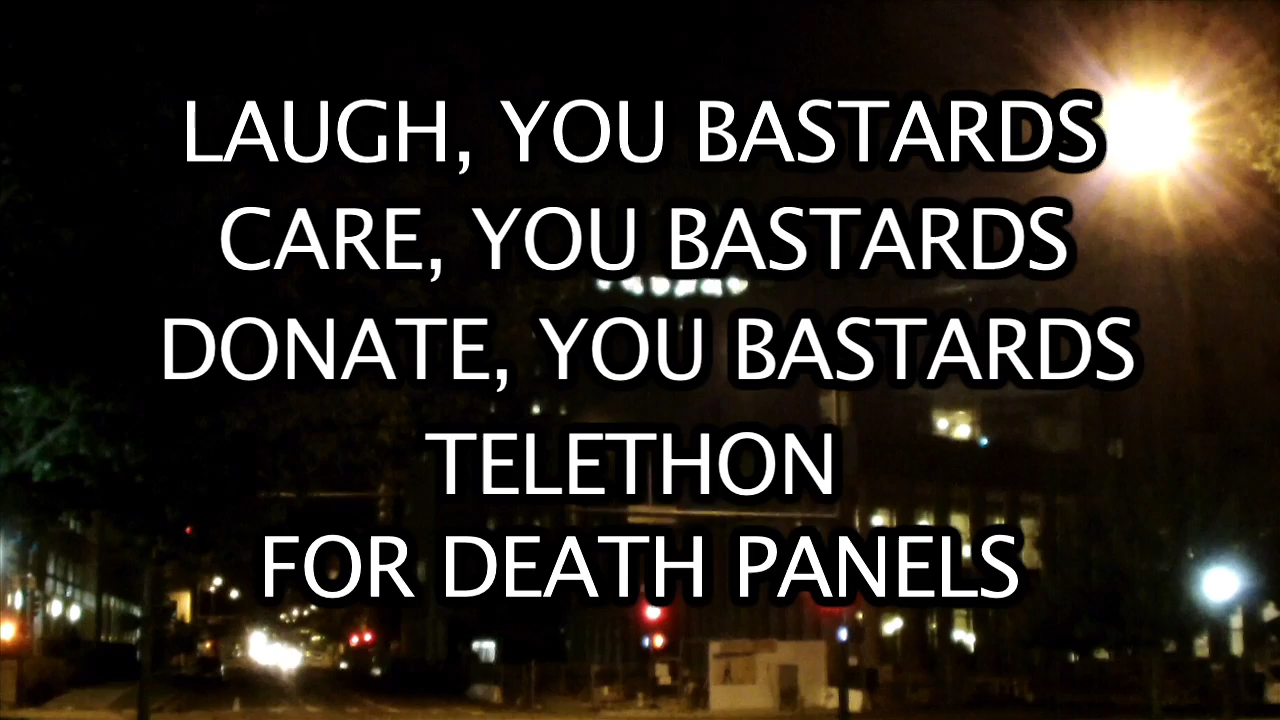 LAUGH, YOU BASTARDS
CARE, YOU BASTARDS
DONATE, YOU BASTARDS
TELETHON
FOR DEATH PANELS